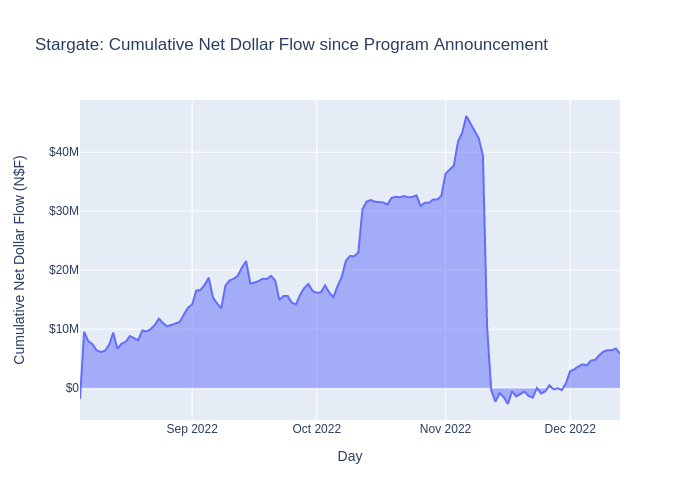 Stargate: Cumulative Net Dollar Flow since Program Announcement
Cumulative Net Dollar Flow (N$F)
$40M
$30M
$20M
$10M
$0
Sep 2022
Oct 2022
Nov 2022
Dec 2022
Day